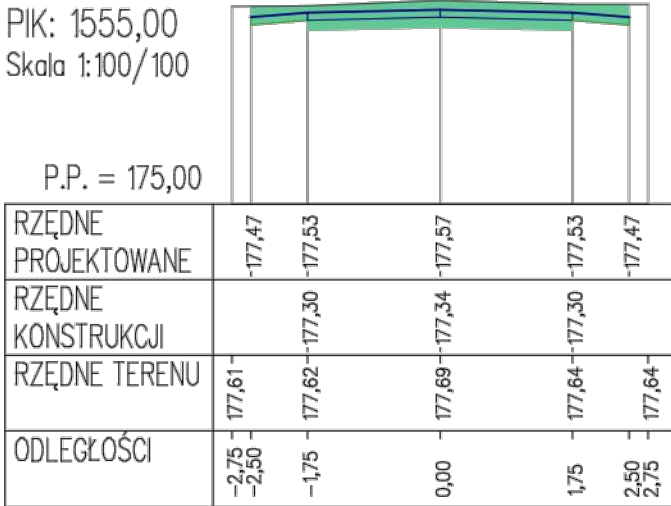 PIK: 1555,00
Skala 1:100/100
P.P. = 175,00
RZĘDNE
PROJEKTOWANE
177,47
177,53
177,57
177,53
177,47
RZĘDNE
KONSTRUKCJI
177,30
177,34
177,30
RZĘDNE TERENU
177,61
177,62
177,69
177,64
177,64
ODLEGŁOŚCI
-2,75
-2,50
-1,75
0,00
1,75
2,50
2,75